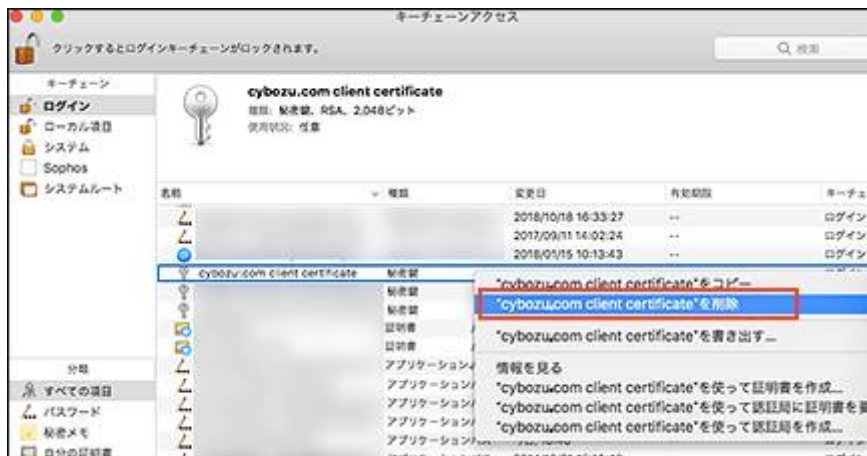 キーチェーンアクセス
クリックするとログインキーチェーンがロックされます。
検索
キーチェーン
ログイン
ローカル項目
システム
Sophos
システムルート
cybozu.com client certificate
種類: 秘密鍵、RSA、2,048ビット
使用状況: 任意
名前 種類 変更日 有効期限 キーチェ
2018/10/18 16:33:27 -- ログイン
2017/09/11 14:02:24 -- ログイン
2018/01/15 10:13:43 -- ログイン
cybozu.com client certificate 秘密鍵
秘密鍵
秘密鍵
証明書
証明書
アプリケーション
アプリケーション
アプリケーション
アプリケーション
アプリケーション
"cybozu.com client certificate"をコピー
"cybozu.com client certificate"を削除
"cybozu.com client certificate"を書き出す...
情報を見る
"cybozu.com client certificate"を使って証明書を作成...
"cybozu.com client certificate"を使って認証局に証明書を要
"cybozu.com client certificate"を使って認証局を作成...
分類
すべての項目
パスワード
秘密メモ
自分の証明書